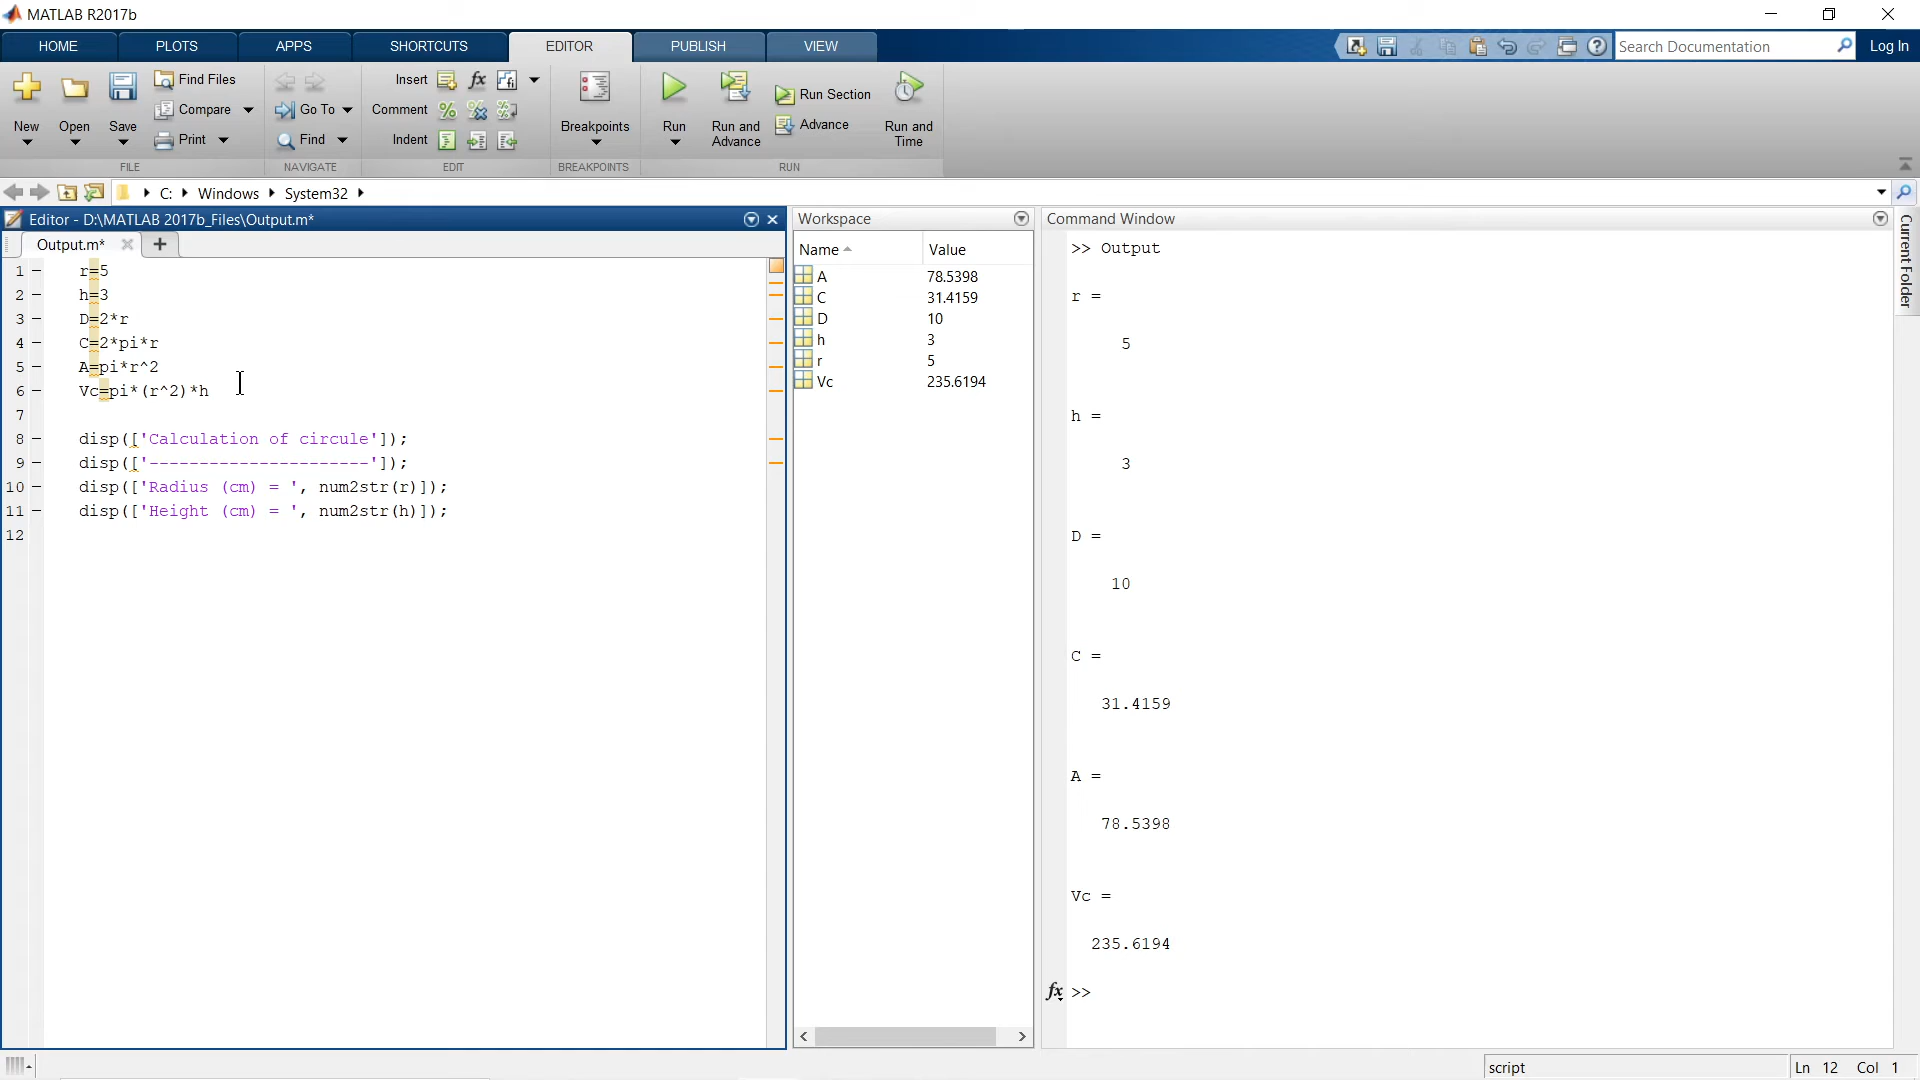 MATLAB R2017b
HOME PLOTS APPS SHORTCUTS EDITOR PUBLISH VIEW Search Documentation Log In
New Open Save Find Files Compare Print
Go To Find
Insert fx
Comment
Indent
Breakpoints
Run Run and Advance Run Section Advance Run and Time
FILE NAVIGATE EDIT BREAKPOINTS RUN
C: Windows System32
Editor - D:\MATLAB 2017b_Files\Output.m*
Output.m*
1 r=5
2 h=3
3 D=2*r
4 C=2*pi*r
5 A=pi*r^2
6 Vc=pi*(r^2)*h
7
8 disp(['Calculation of circule']);
9 disp(['----------------------']);
10 disp(['Radius (cm) = ', num2str(r)]);
11 disp(['Height (cm) = ', num2str(h)]);
12
Workspace
Name Value
A 78.5398
C 31.4159
D 10
h 3
r 5
Vc 235.6194
Command Window
>> Output
r =
5
h =
3
D =
10
C =
31.4159
A =
78.5398
Vc =
235.6194
fx >>
Current Folder
script Ln 12 Col 1